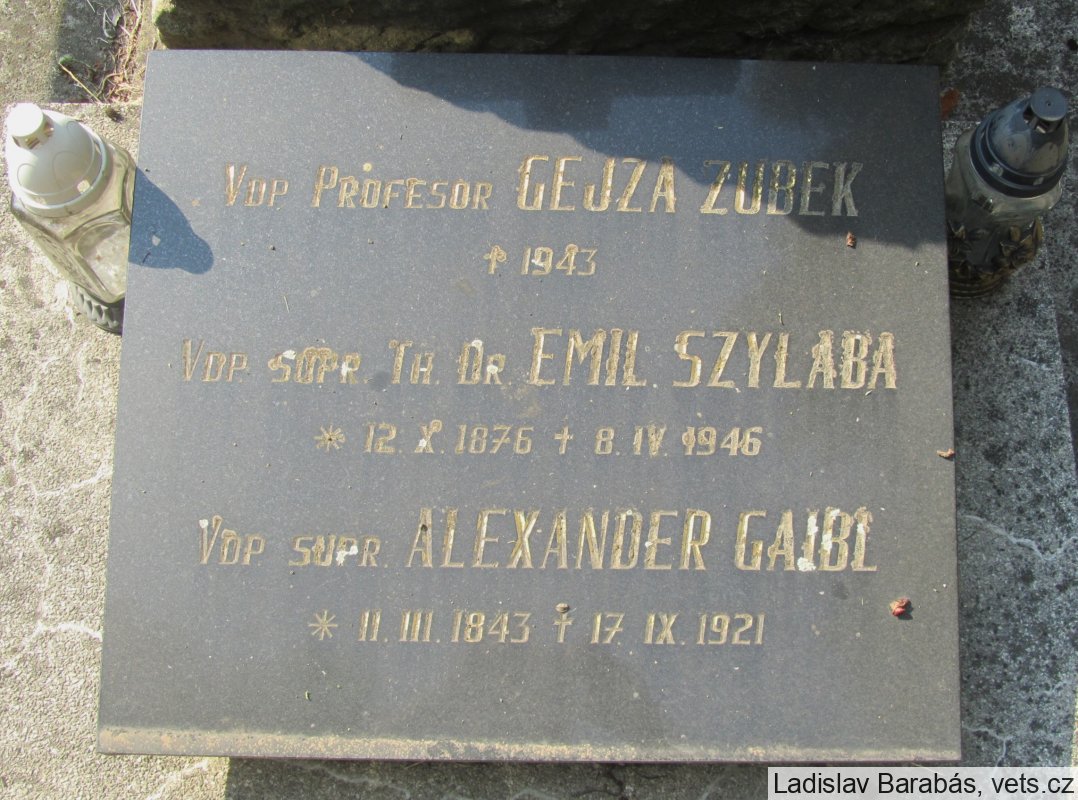 Vdp Profesor GEJZA ZUBEK
† 1943
Vdp. supr. Th. Dr. EMIL SZYLABA
* 12. X. 1876 † 8. IV. 1946
Vdp supr. ALEXANDER GAJBL
* 11. III. 1843 † 17. IX. 1921
Ladislav Barabás, vets.cz